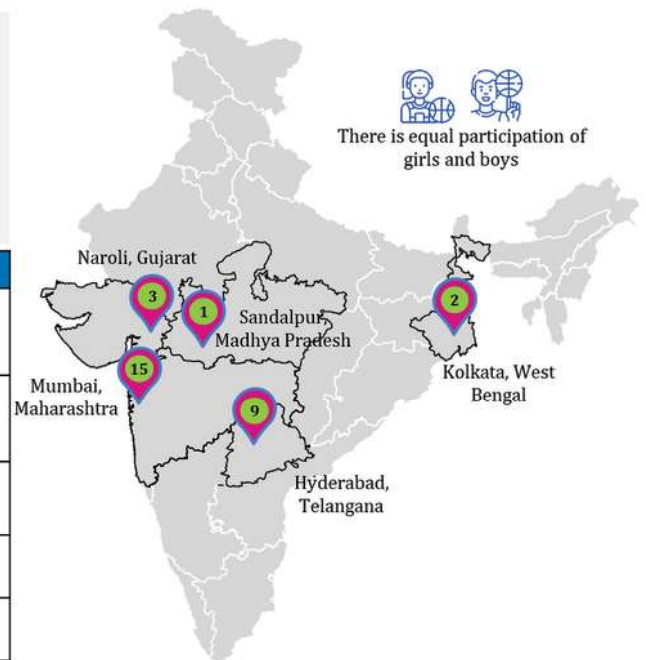 There is equal participation of
girls and boys
Naroli, Gujarat
3
1
2
Sandalpur,
Madhya Pradesh
15
Mumbai,
Maharashtra
Kolkata, West
Bengal
9
Hyderabad,
Telangana